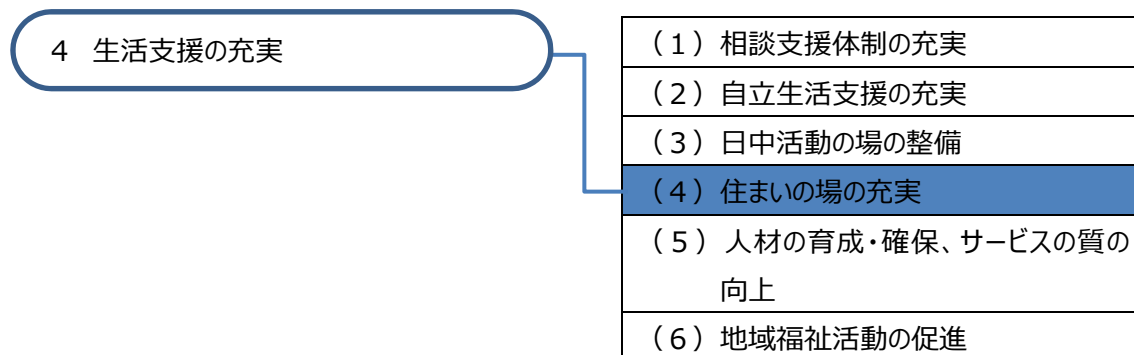 4　生活支援の充実
（１）相談支援体制の充実
（２）自立生活支援の充実
（３）日中活動の場の整備
（４）住まいの場の充実
（５）人材の育成・確保、サービスの質の
向上
（６）地域福祉活動の促進